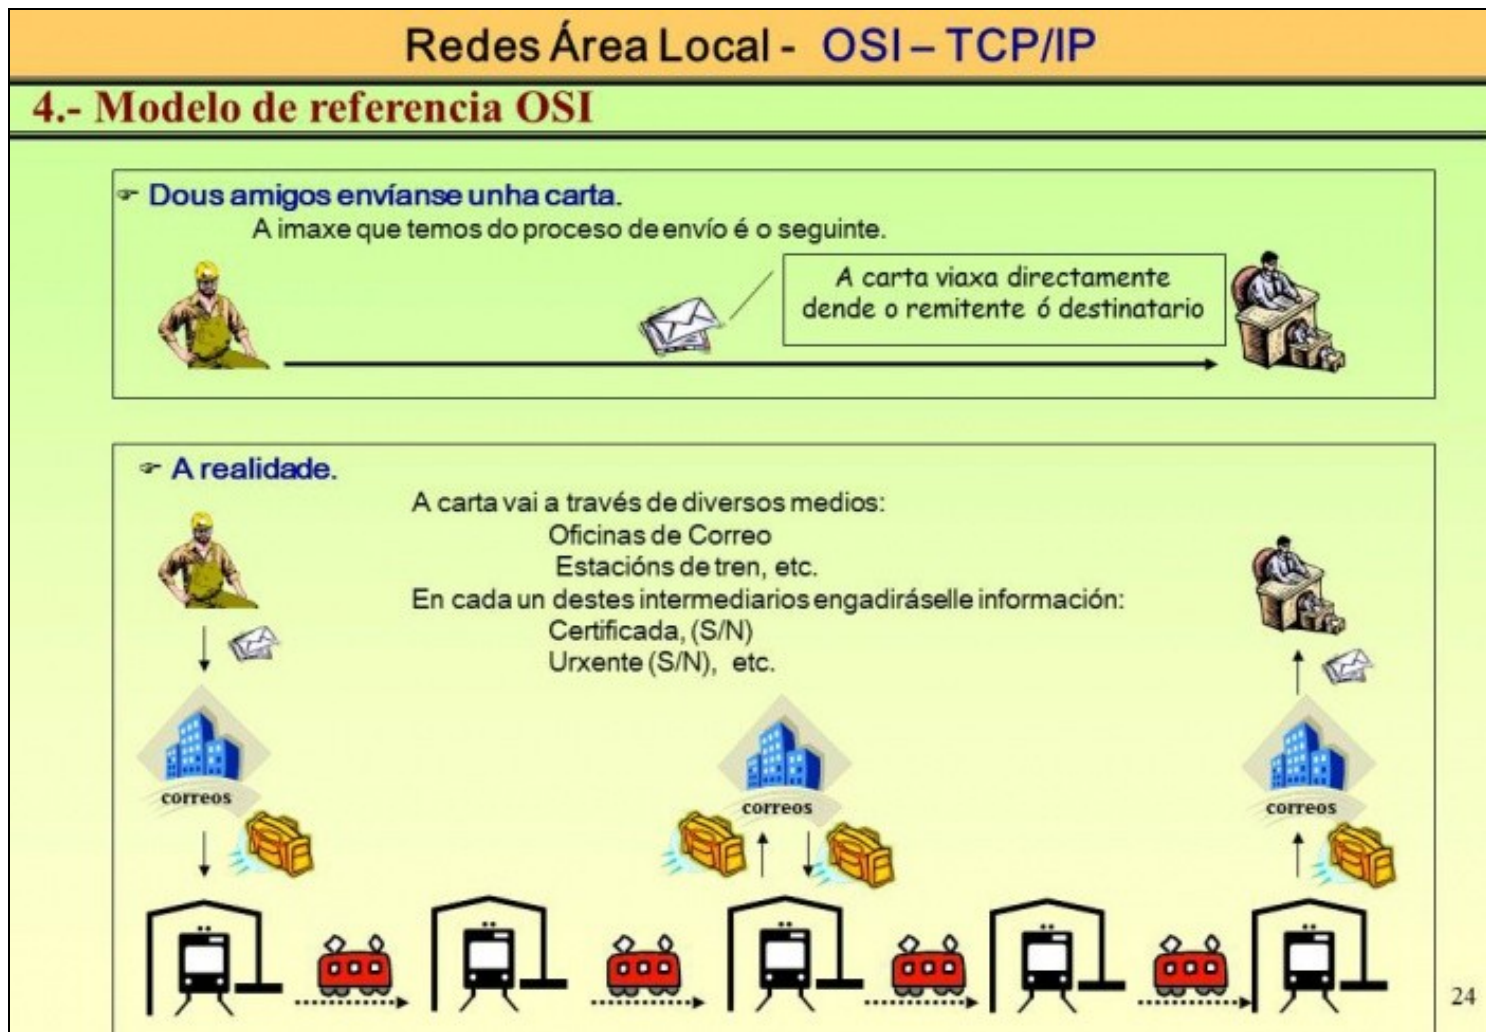 Redes Área Local - OSI – TCP/IP
4.- Modelo de referencia OSI
Dous amigos envíanse unha carta.
A imaxe que temos do proceso de envío é o seguinte.
A carta viaxa directamente
dende o remitente ó destinatario
A realidade.
A carta vai a través de diversos medios:
Oficinas de Correo
Estacións de tren, etc.
En cada un destes intermediarios engadiráselle información:
Certificada, (S/N)
Urxente (S/N), etc.
correos
correos
correos
24